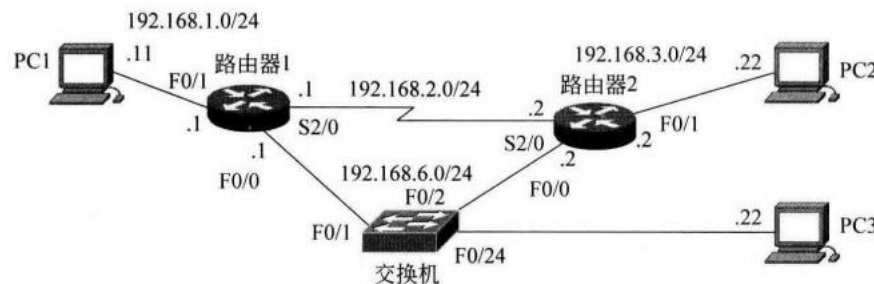 192.168.1.0/24
PC1
.11
F0/1
路由器1
.1
.1
S2/0
192.168.2.0/24
.1
F0/0
192.168.3.0/24
路由器2
.22
PC2
.2
S2/0
F0/1
.2
.2
F0/0
192.168.6.0/24
F0/2
F0/1
F0/24
交换机
.22
PC3